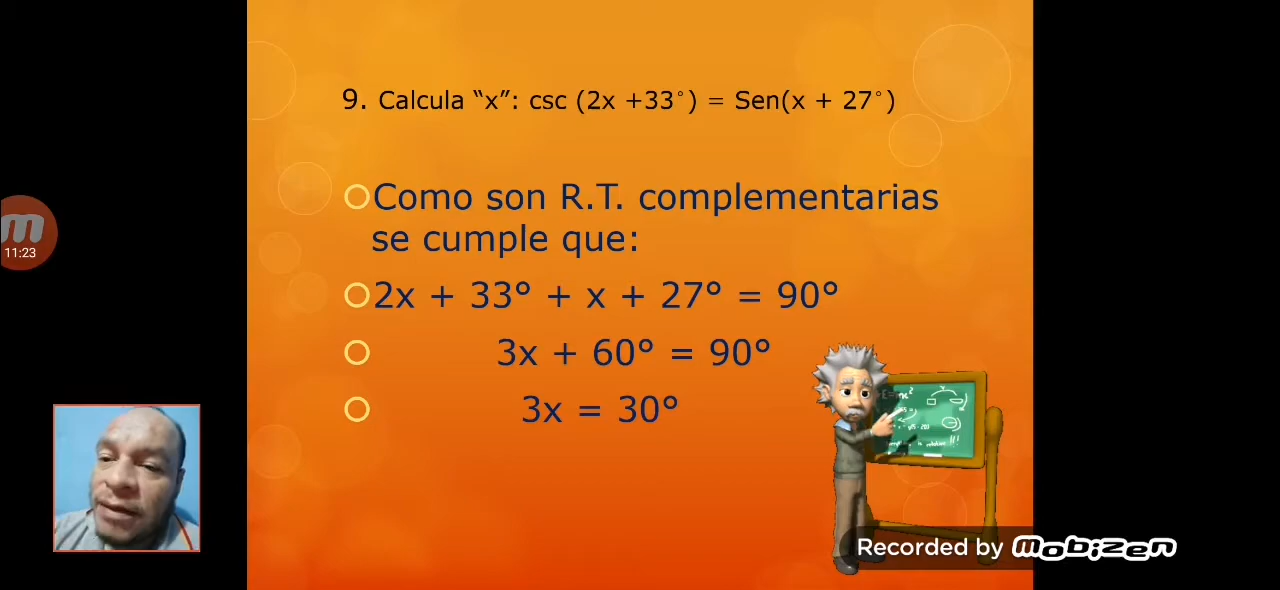 9. Calcula “x”: csc (2x +33°) = Sen(x + 27°)
Como son R.T. complementarias
se cumple que:
2x + 33° + x + 27° = 90°
3x + 60° = 90°
3x = 30°
m
11:23
E=mc²
Recorded by mobizen